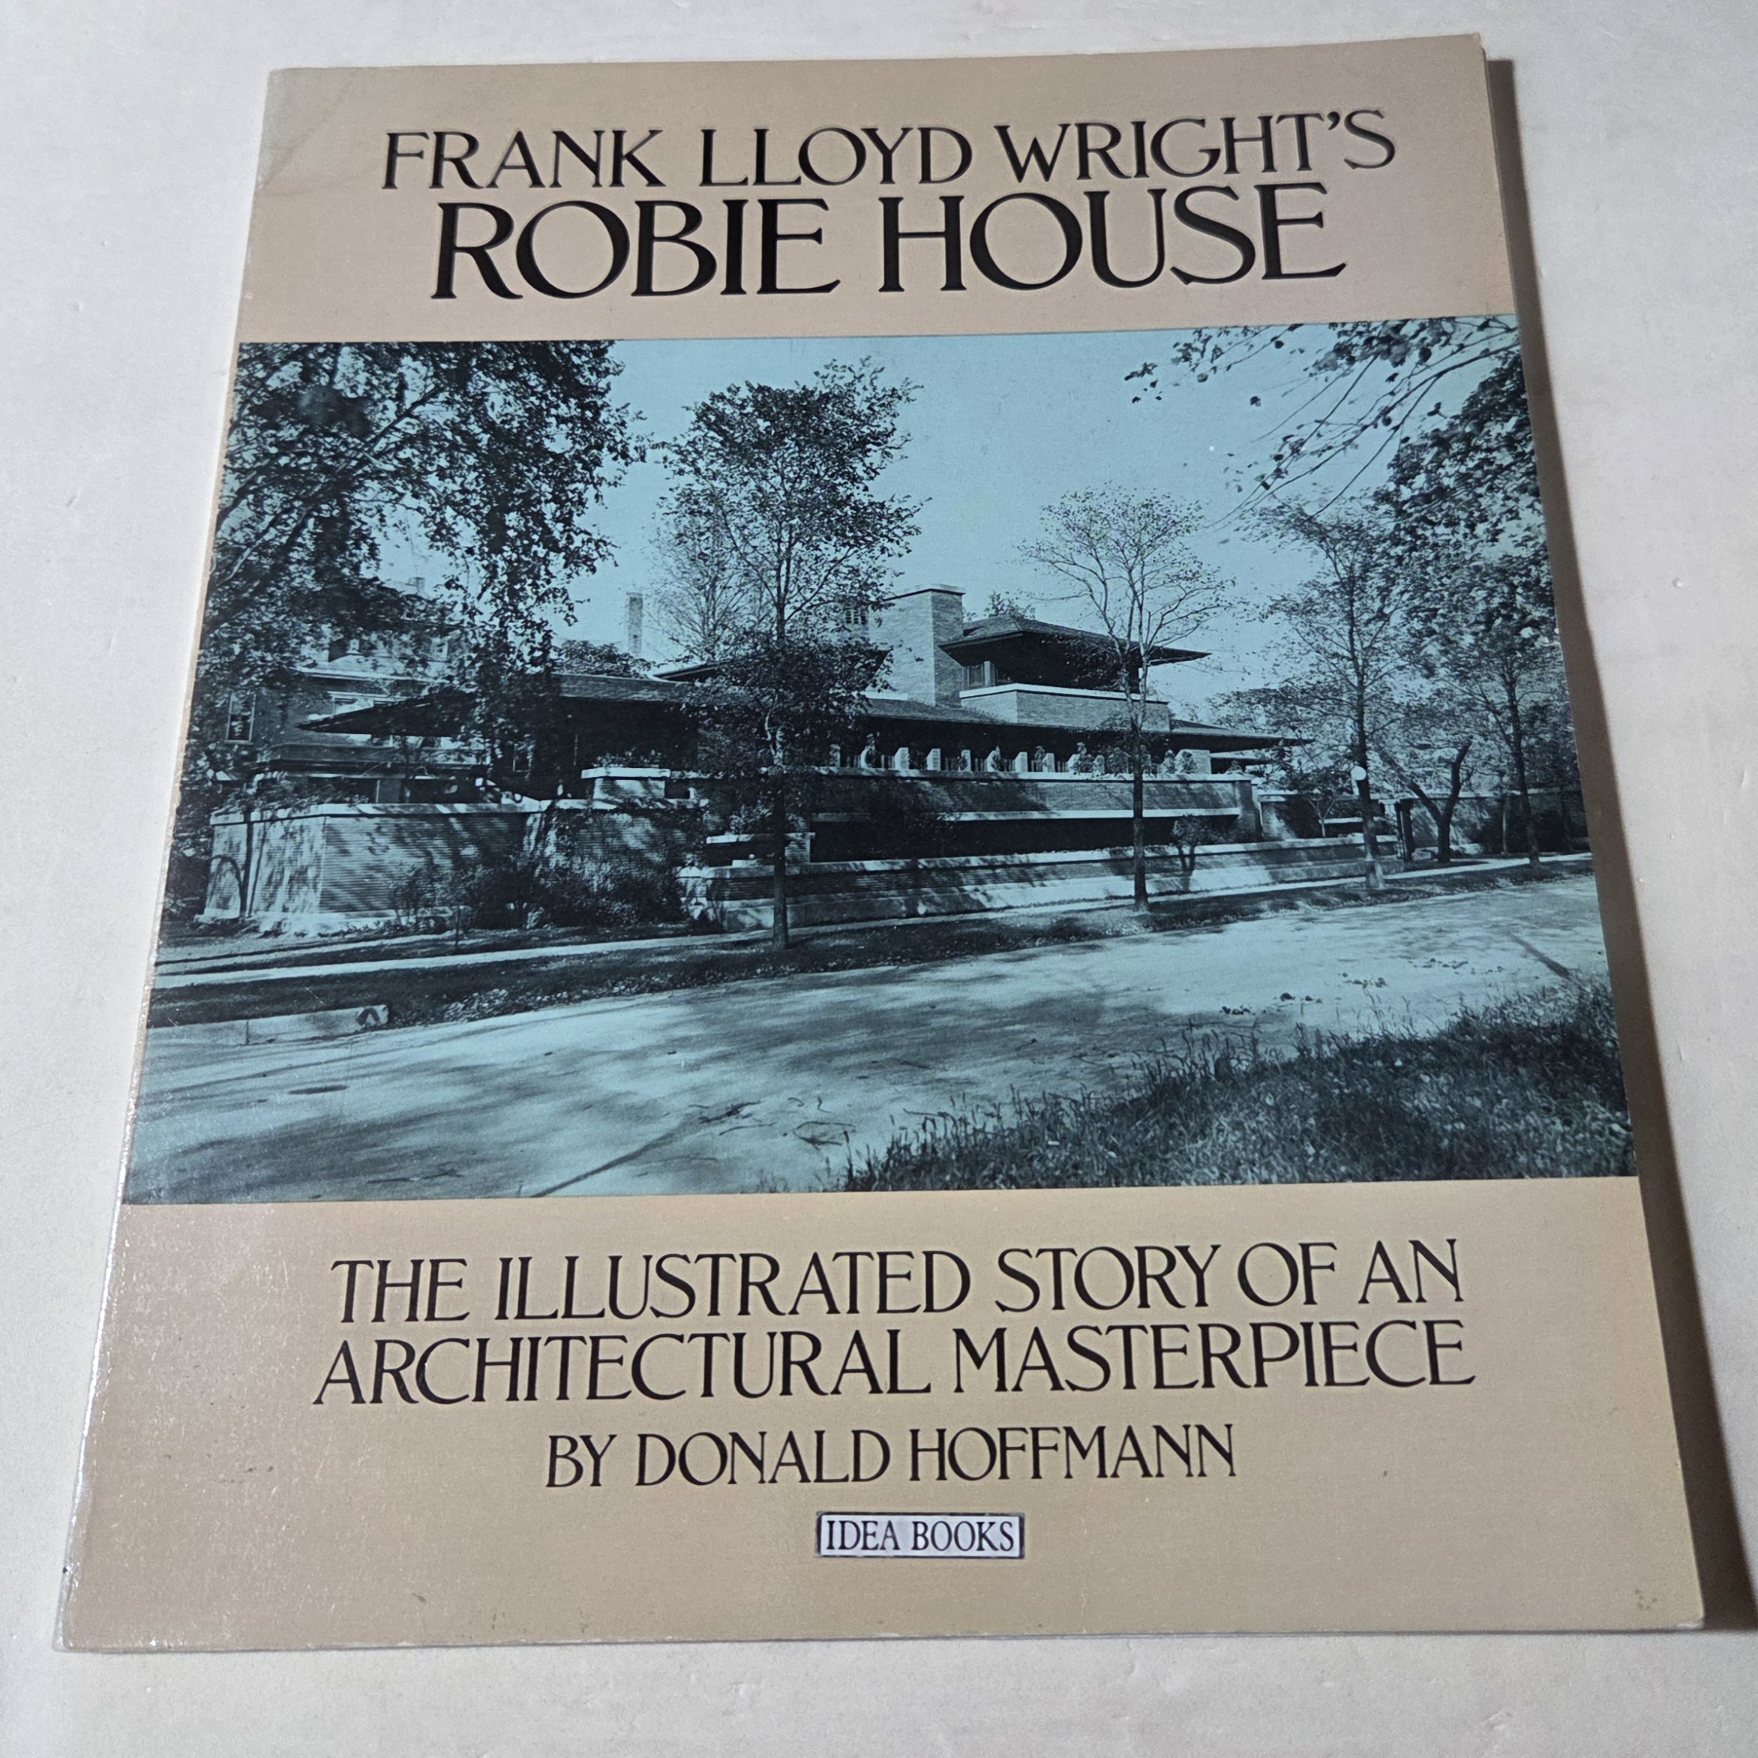 FRANK LLOYD WRIGHT'S
ROBIE HOUSE
THE ILLUSTRATED STORY OF AN
ARCHITECTURAL MASTERPIECE
BY DONALD HOFFMANN
IDEA BOOKS